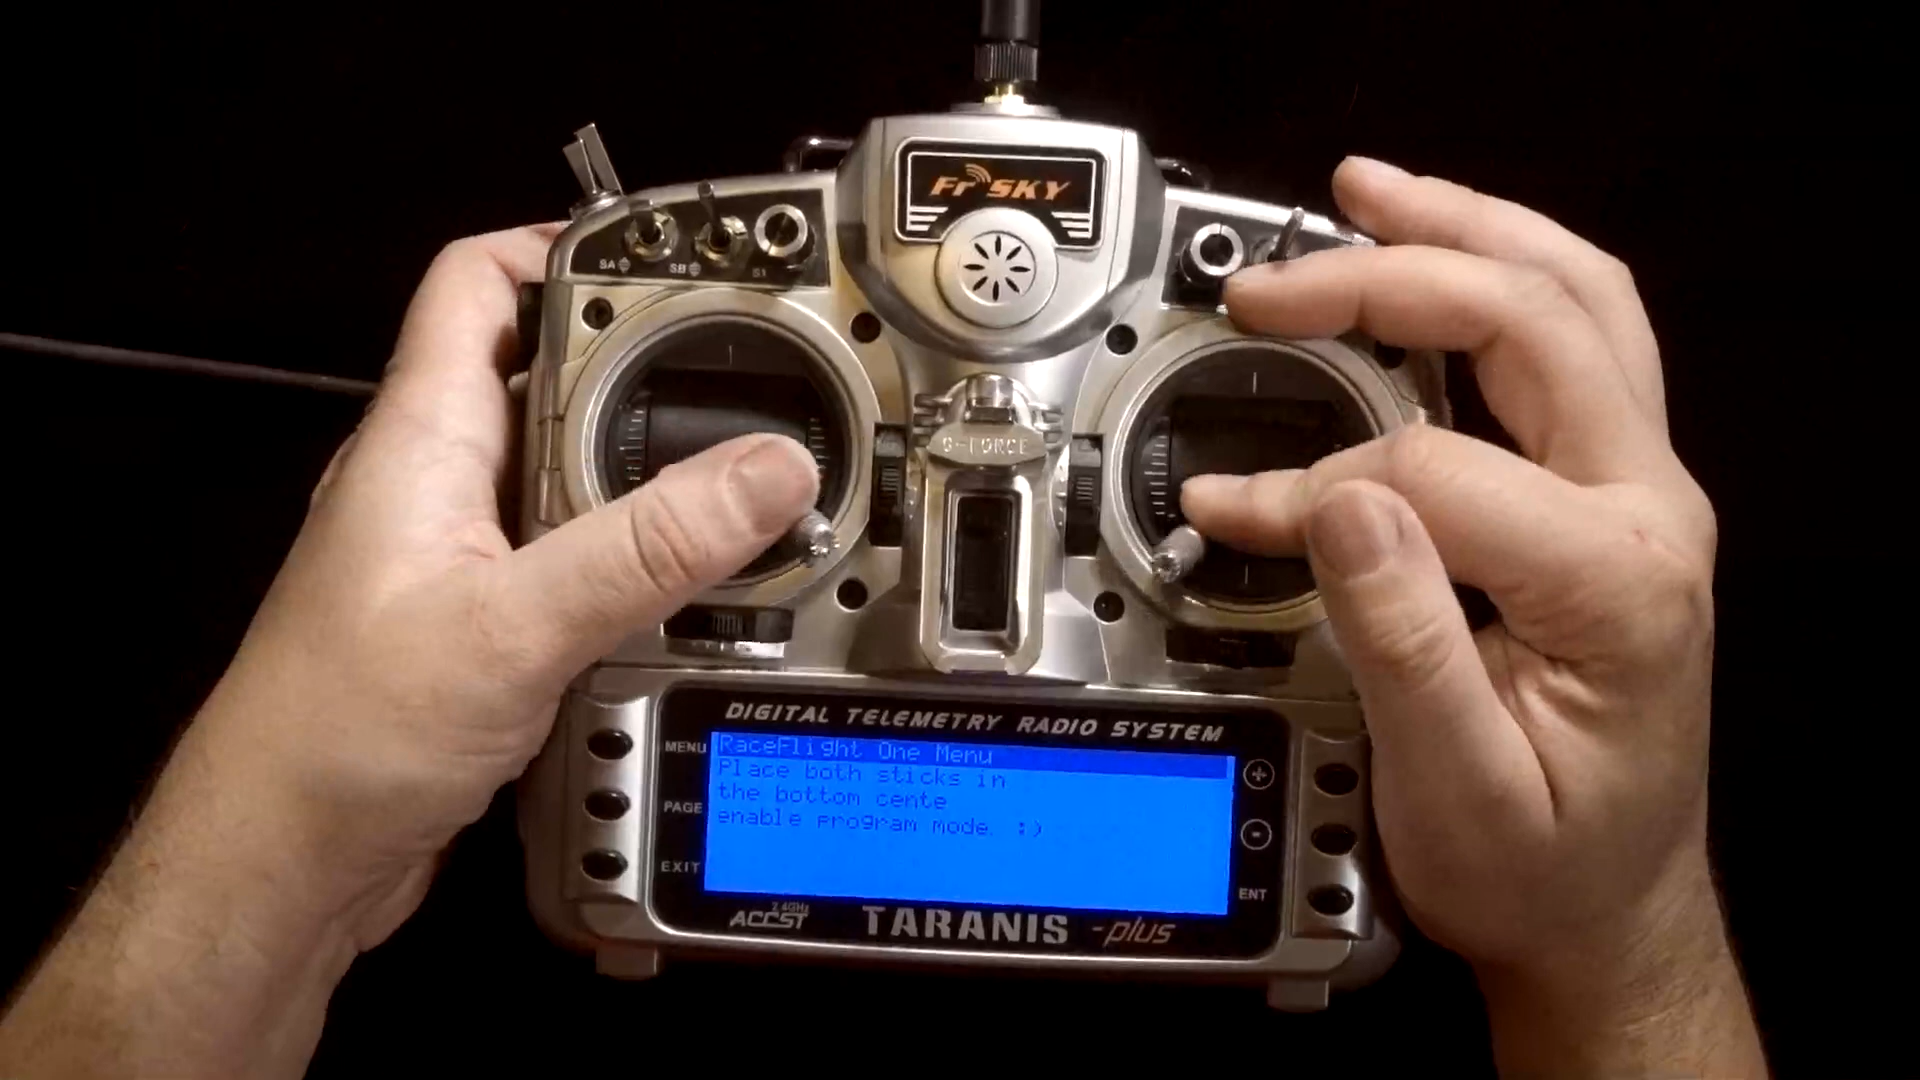 FrSKY
SA
SB
S1
G-FORCE
DIGITAL TELEMETRY RADIO SYSTEM
MENU
RaceFlight One Menu
Place both sticks in
PAGE
the bottom cente
enable program mode :)
EXIT
ENT
2.4GHz
ACCST
TARANIS -plus